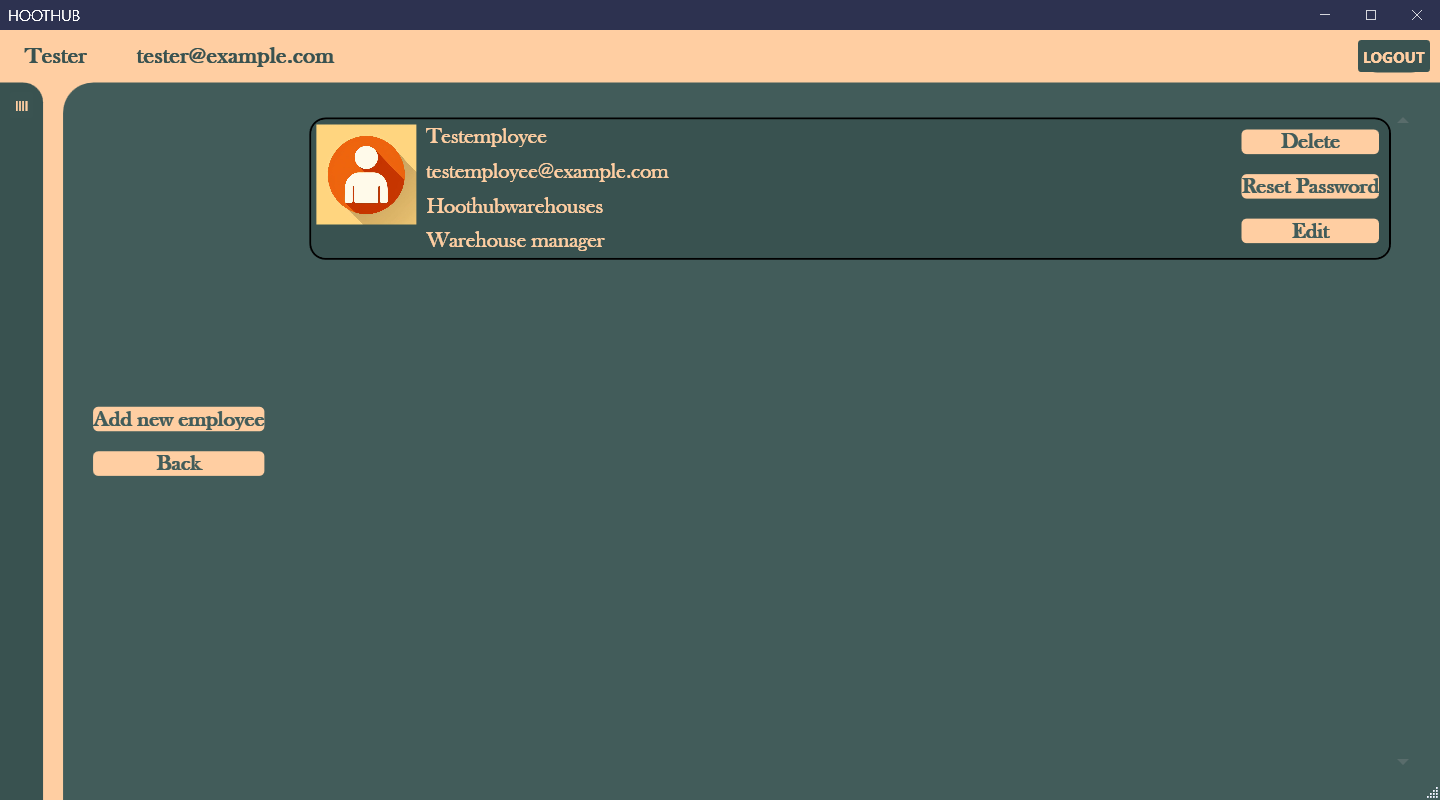 HOOTHUB
Tester tester@example.com LOGOUT
Testemployee
testemployee@example.com
Hoothubwarehouses
Warehouse manager
Delete
Reset Password
Edit
Add new employee
Back